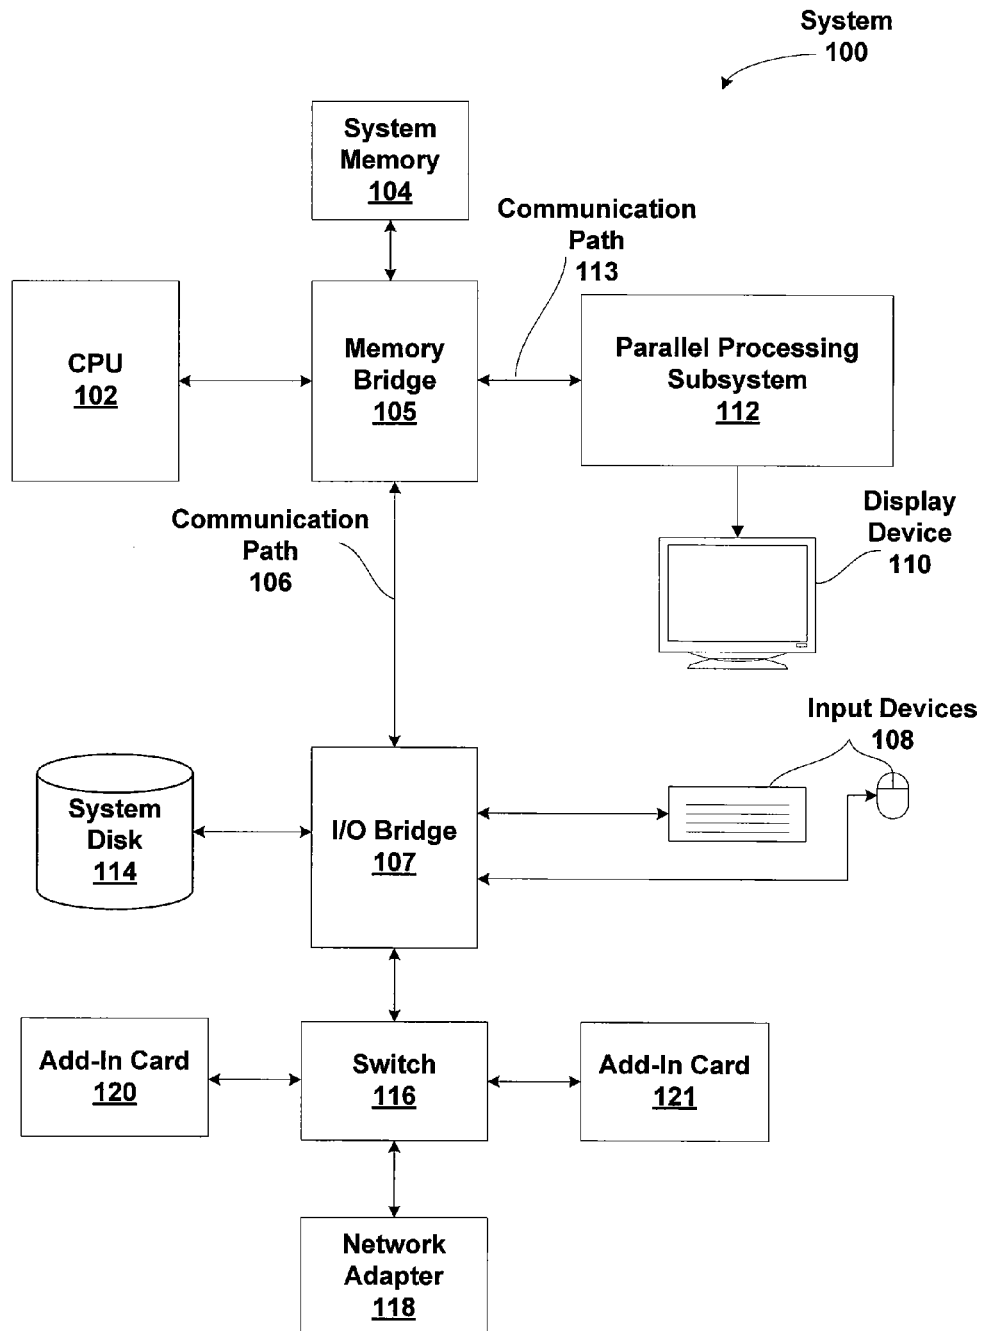 System
100
System
Memory
104
Communication
Path
113
CPU
102
Memory
Bridge
105
Parallel Processing
Subsystem
112
Communication
Path
106
Display
Device
110
Input Devices
108
System
Disk
114
I/O Bridge
107
Add-In Card
120
Switch
116
Add-In Card
121
Network
Adapter
118